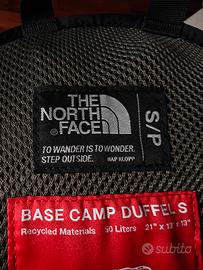 THE
NORTH
FACE
S/P
TO WANDER IS TO WONDER.
STEP OUTSIDE. HAP KLOPP
BASE CAMP DUFFEL S
Recycled Materials 50 Liters 21" x 13" x 13"
subito